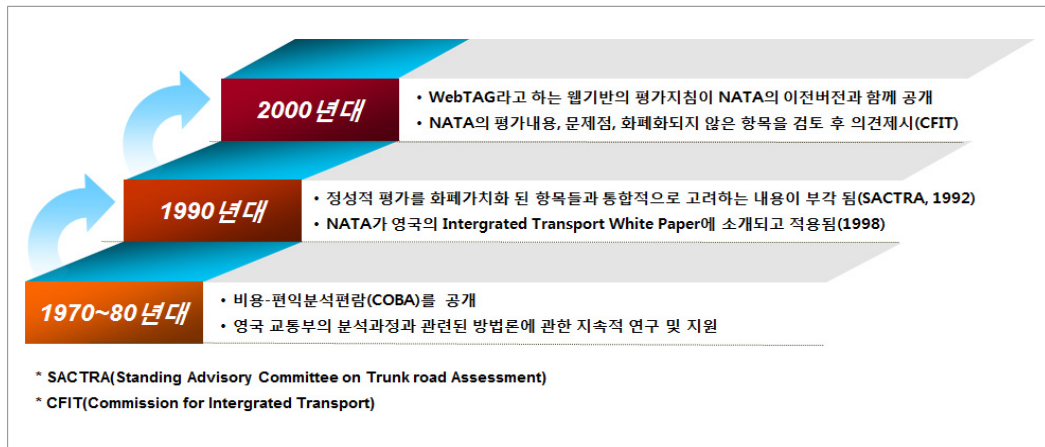 2000년대
• WebTAG라고 하는 웹기반의 평가지침이 NATA의 이전버전과 함께 공개
• NATA의 평가내용, 문제점, 화폐화되지 않은 항목을 검토 후 의견제시(CFIT)
1990년대
• 정성적 평가를 화폐가치화 된 항목들과 통합적으로 고려하는 내용이 부각 됨(SACTRA, 1992)
• NATA가 영국의 Intergrated Transport White Paper에 소개되고 적용됨(1998)
1970~80년대
• 비용-편익분석편람(COBA)를 공개
• 영국 교통부의 분석과정과 관련된 방법론에 관한 지속적 연구 및 지원
* SACTRA(Standing Advisory Committee on Trunk road Assessment)
* CFIT(Commission for Intergrated Transport)